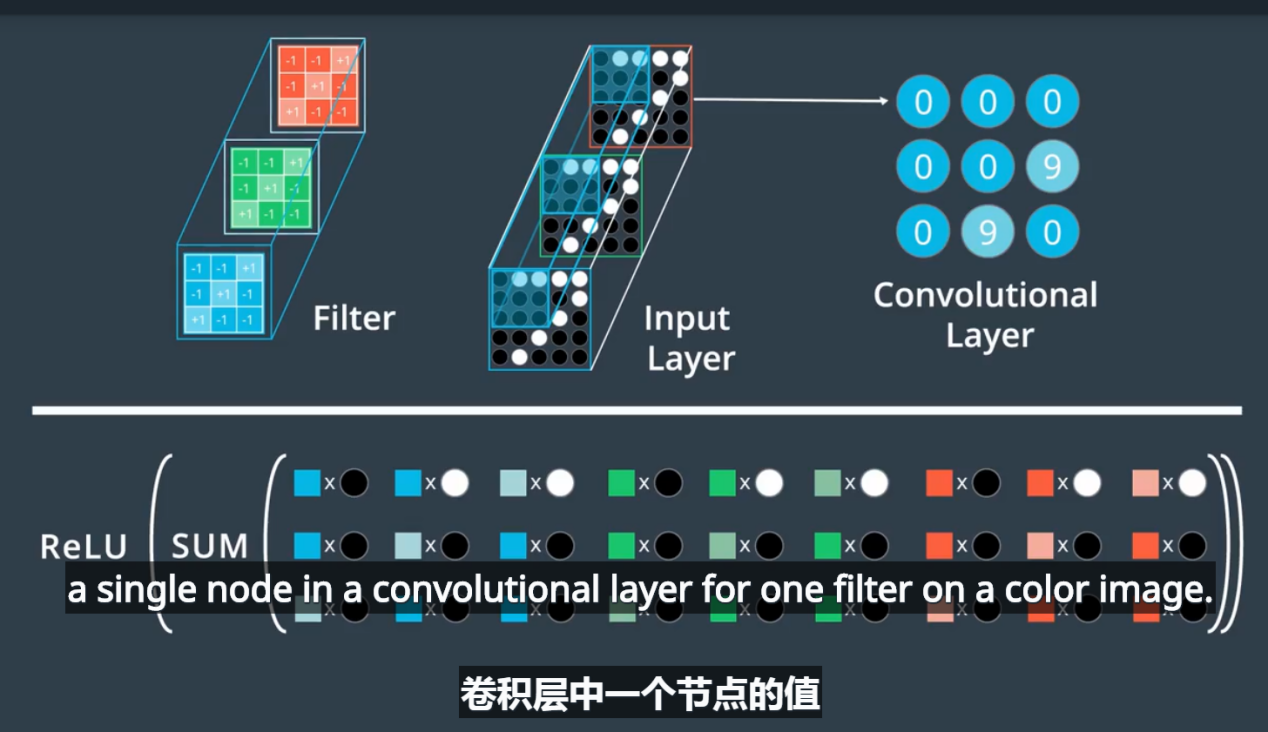 -1 -1 +1
-1 +1 -1
+1 -1 -1
-1 -1 +1
-1 +1 -1
+1 -1 -1
-1 -1 +1
-1 +1 -1
+1 -1 -1
Filter
Input
Layer
0 0 0
0 0 9
0 9 0
Convolutional
Layer
ReLU ( SUM (
x x x x x x x x x
x x x x x x x x x
x x x x x x x x x
))
a single node in a convolutional layer for one filter on a color image.
卷积层中一个节点的值